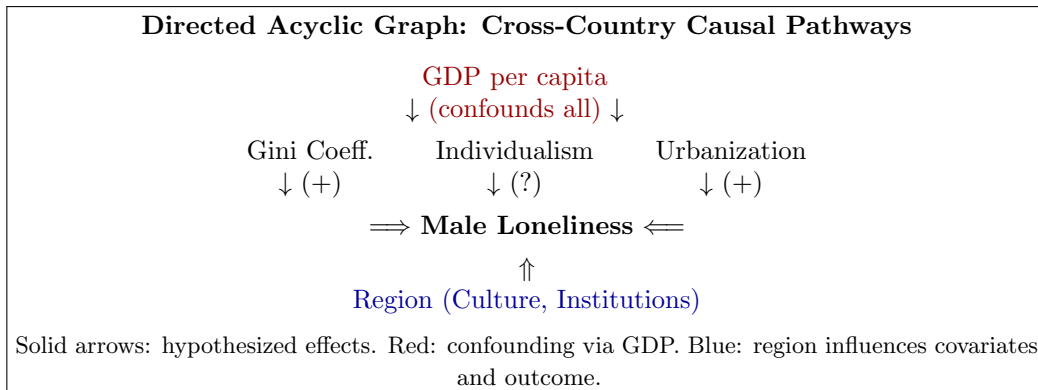 Directed Acyclic Graph: Cross-Country Causal Pathways
GDP per capita
↓ (confounds all) ↓
Gini Coeff. Individualism Urbanization
↓ (+) ↓ (?) ↓ (+)
⟹ Male Loneliness ⟸
⇑
Region (Culture, Institutions)
Solid arrows: hypothesized effects. Red: confounding via GDP. Blue: region influences covariates
and outcome.